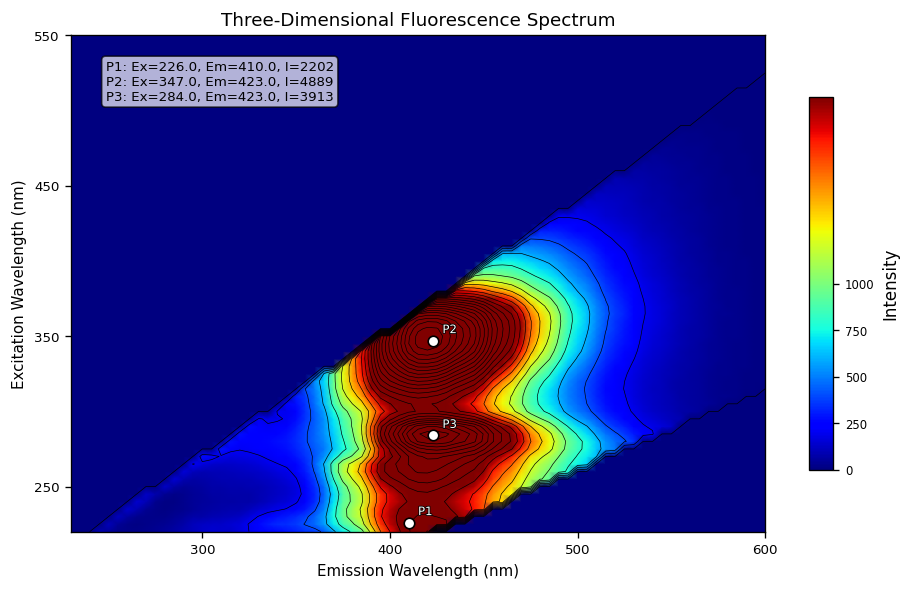 Three-Dimensional Fluorescence Spectrum
550
450
350
250
Excitation Wavelength (nm)
P1: Ex=226.0, Em=410.0, I=2202
P2: Ex=347.0, Em=423.0, I=4889
P3: Ex=284.0, Em=423.0, I=3913
P2
P3
P1
300
400
500
600
Emission Wavelength (nm)
1000
750
500
250
0
Intensity